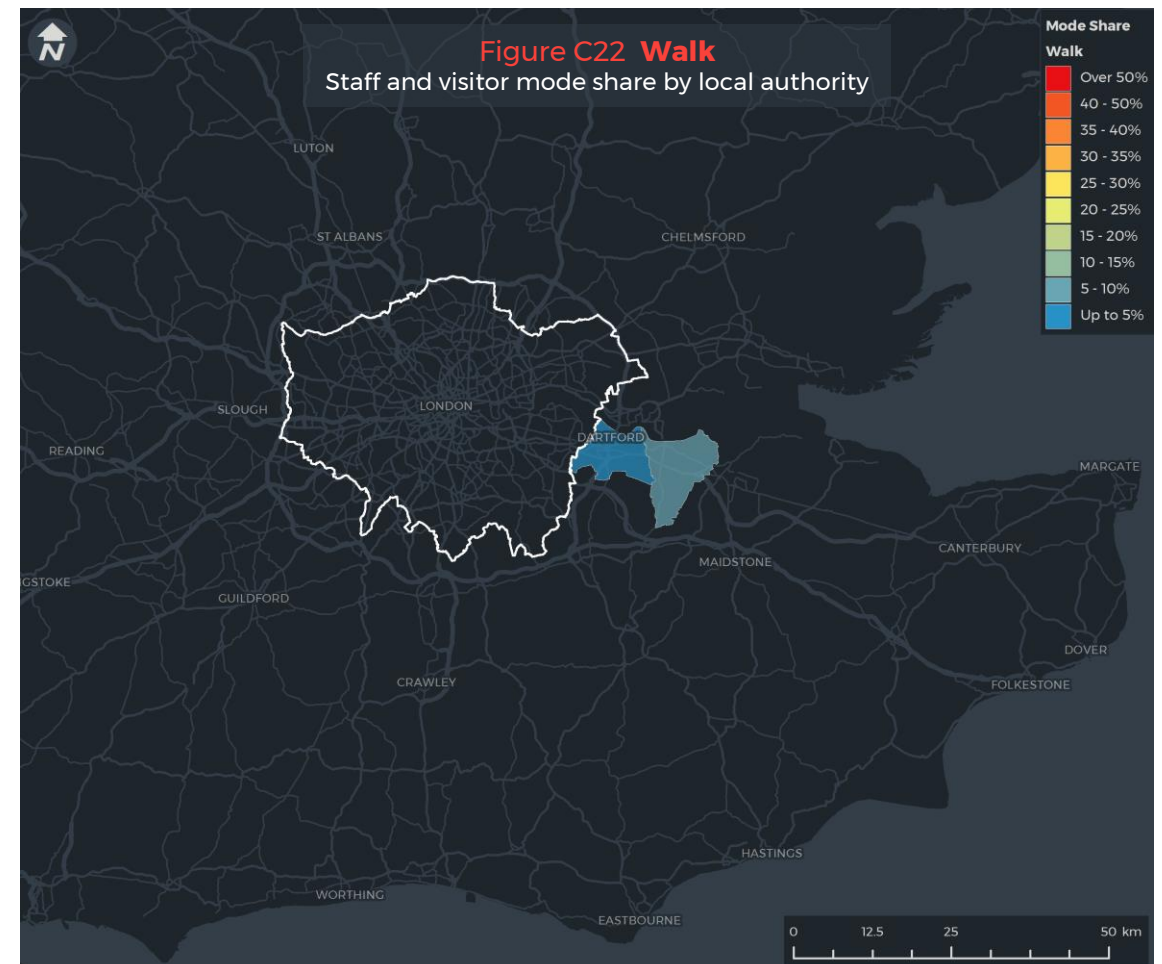 N
Figure C22 Walk
Staff and visitor mode share by local authority
Mode Share
Walk
Over 50%
40 - 50%
35 - 40%
30 - 35%
25 - 30%
20 - 25%
15 - 20%
10 - 15%
5 - 10%
Up to 5%
LUTON
ST ALBANS
CHELMSFORD
SLOUGH
LONDON
READING
DARTFORD
MARGATE
CANTERBURY
MAIDSTONE
GSTOKE
GUILDFORD
DOVER
CRAWLEY
FOLKESTONE
HASTINGS
WORTHING
EASTBOURNE
0 12.5 25 50 km